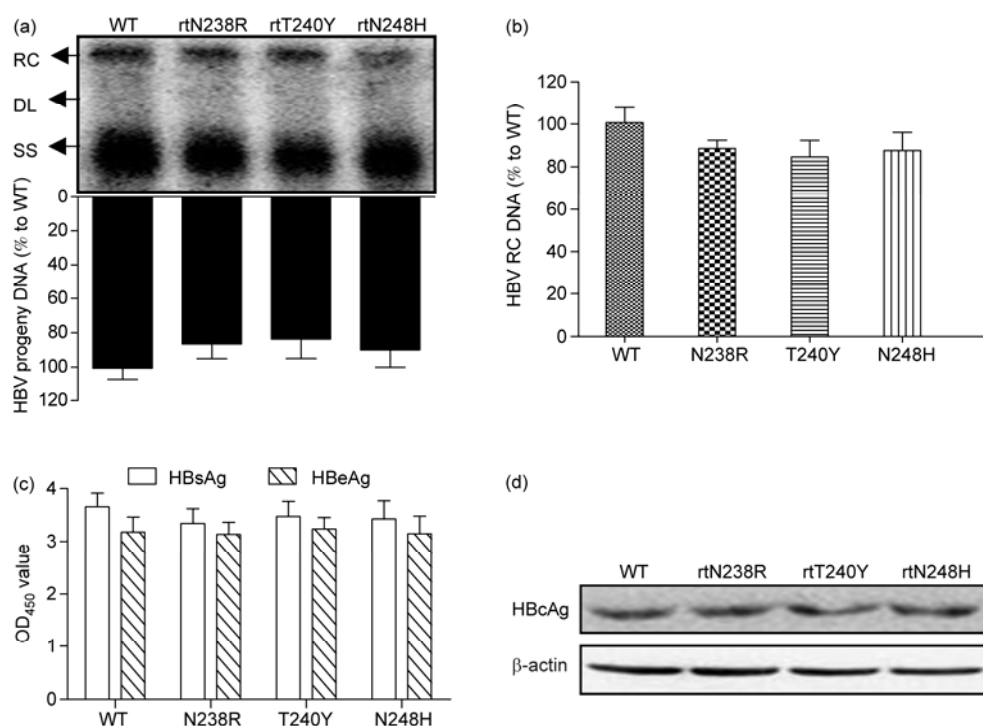 (a)
WT rtN238R rtT240Y rtN248H
RC
DL
SS
HBV progeny DNA (% to WT)
0
20
40
60
80
100
120
(b)
HBV RC DNA (% to WT)
120
100
80
60
40
20
0
WT N238R T240Y N248H
(c)
HBsAg HBeAg
OD450 value
4
3
2
1
0
WT N238R T240Y N248H
(d)
WT rtN238R rtT240Y rtN248H
HBcAg
β-actin